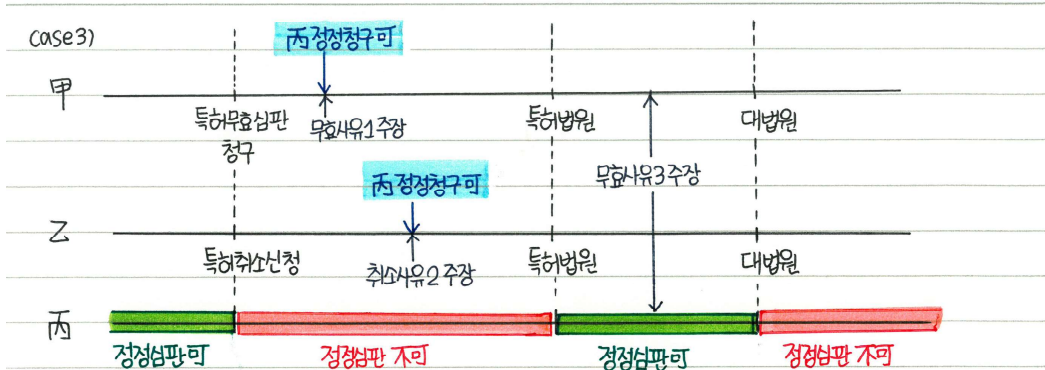 case3)
丙 정정청구 可
甲
특허무효심판
청구
무효사유1 주장
특허법원
대법원
무효사유3 주장
丙 정정청구 可
乙
특허취소신청
취소사유2 주장
특허법원
대법원
丙
정정심판 可
정정심판 不可
정정심판 可
정정심판 不可